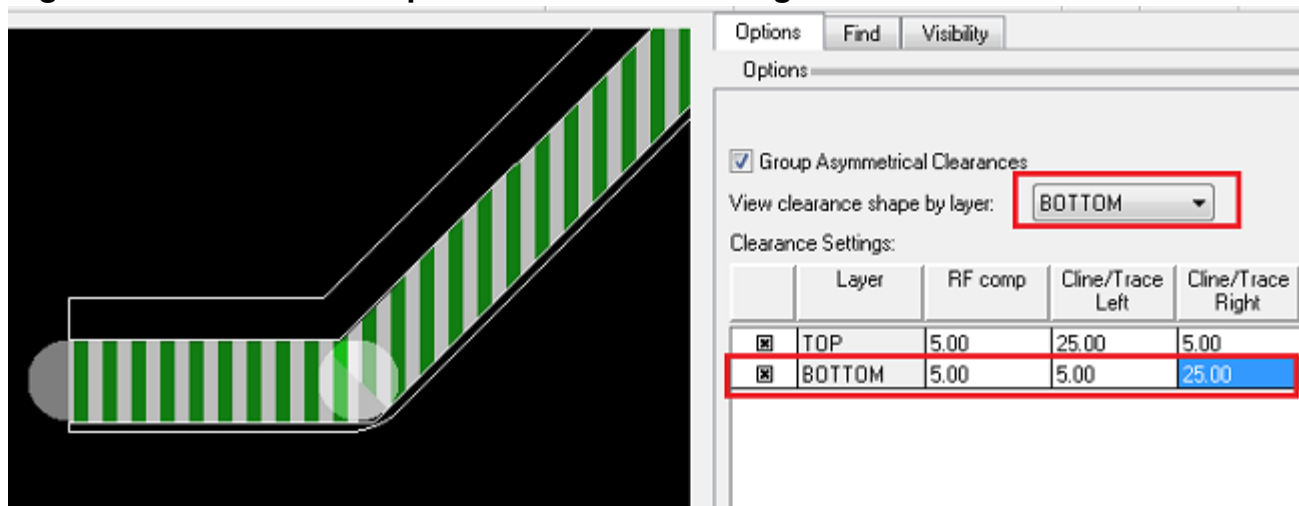 Options Find Visibility
Options
Group Asymmetrical Clearances
View clearance shape by layer: BOTTOM
Clearance Settings:
Layer RF comp Cline/Trace Left Cline/Trace Right
TOP 5.00 25.00 5.00
BOTTOM 5.00 5.00 25.00